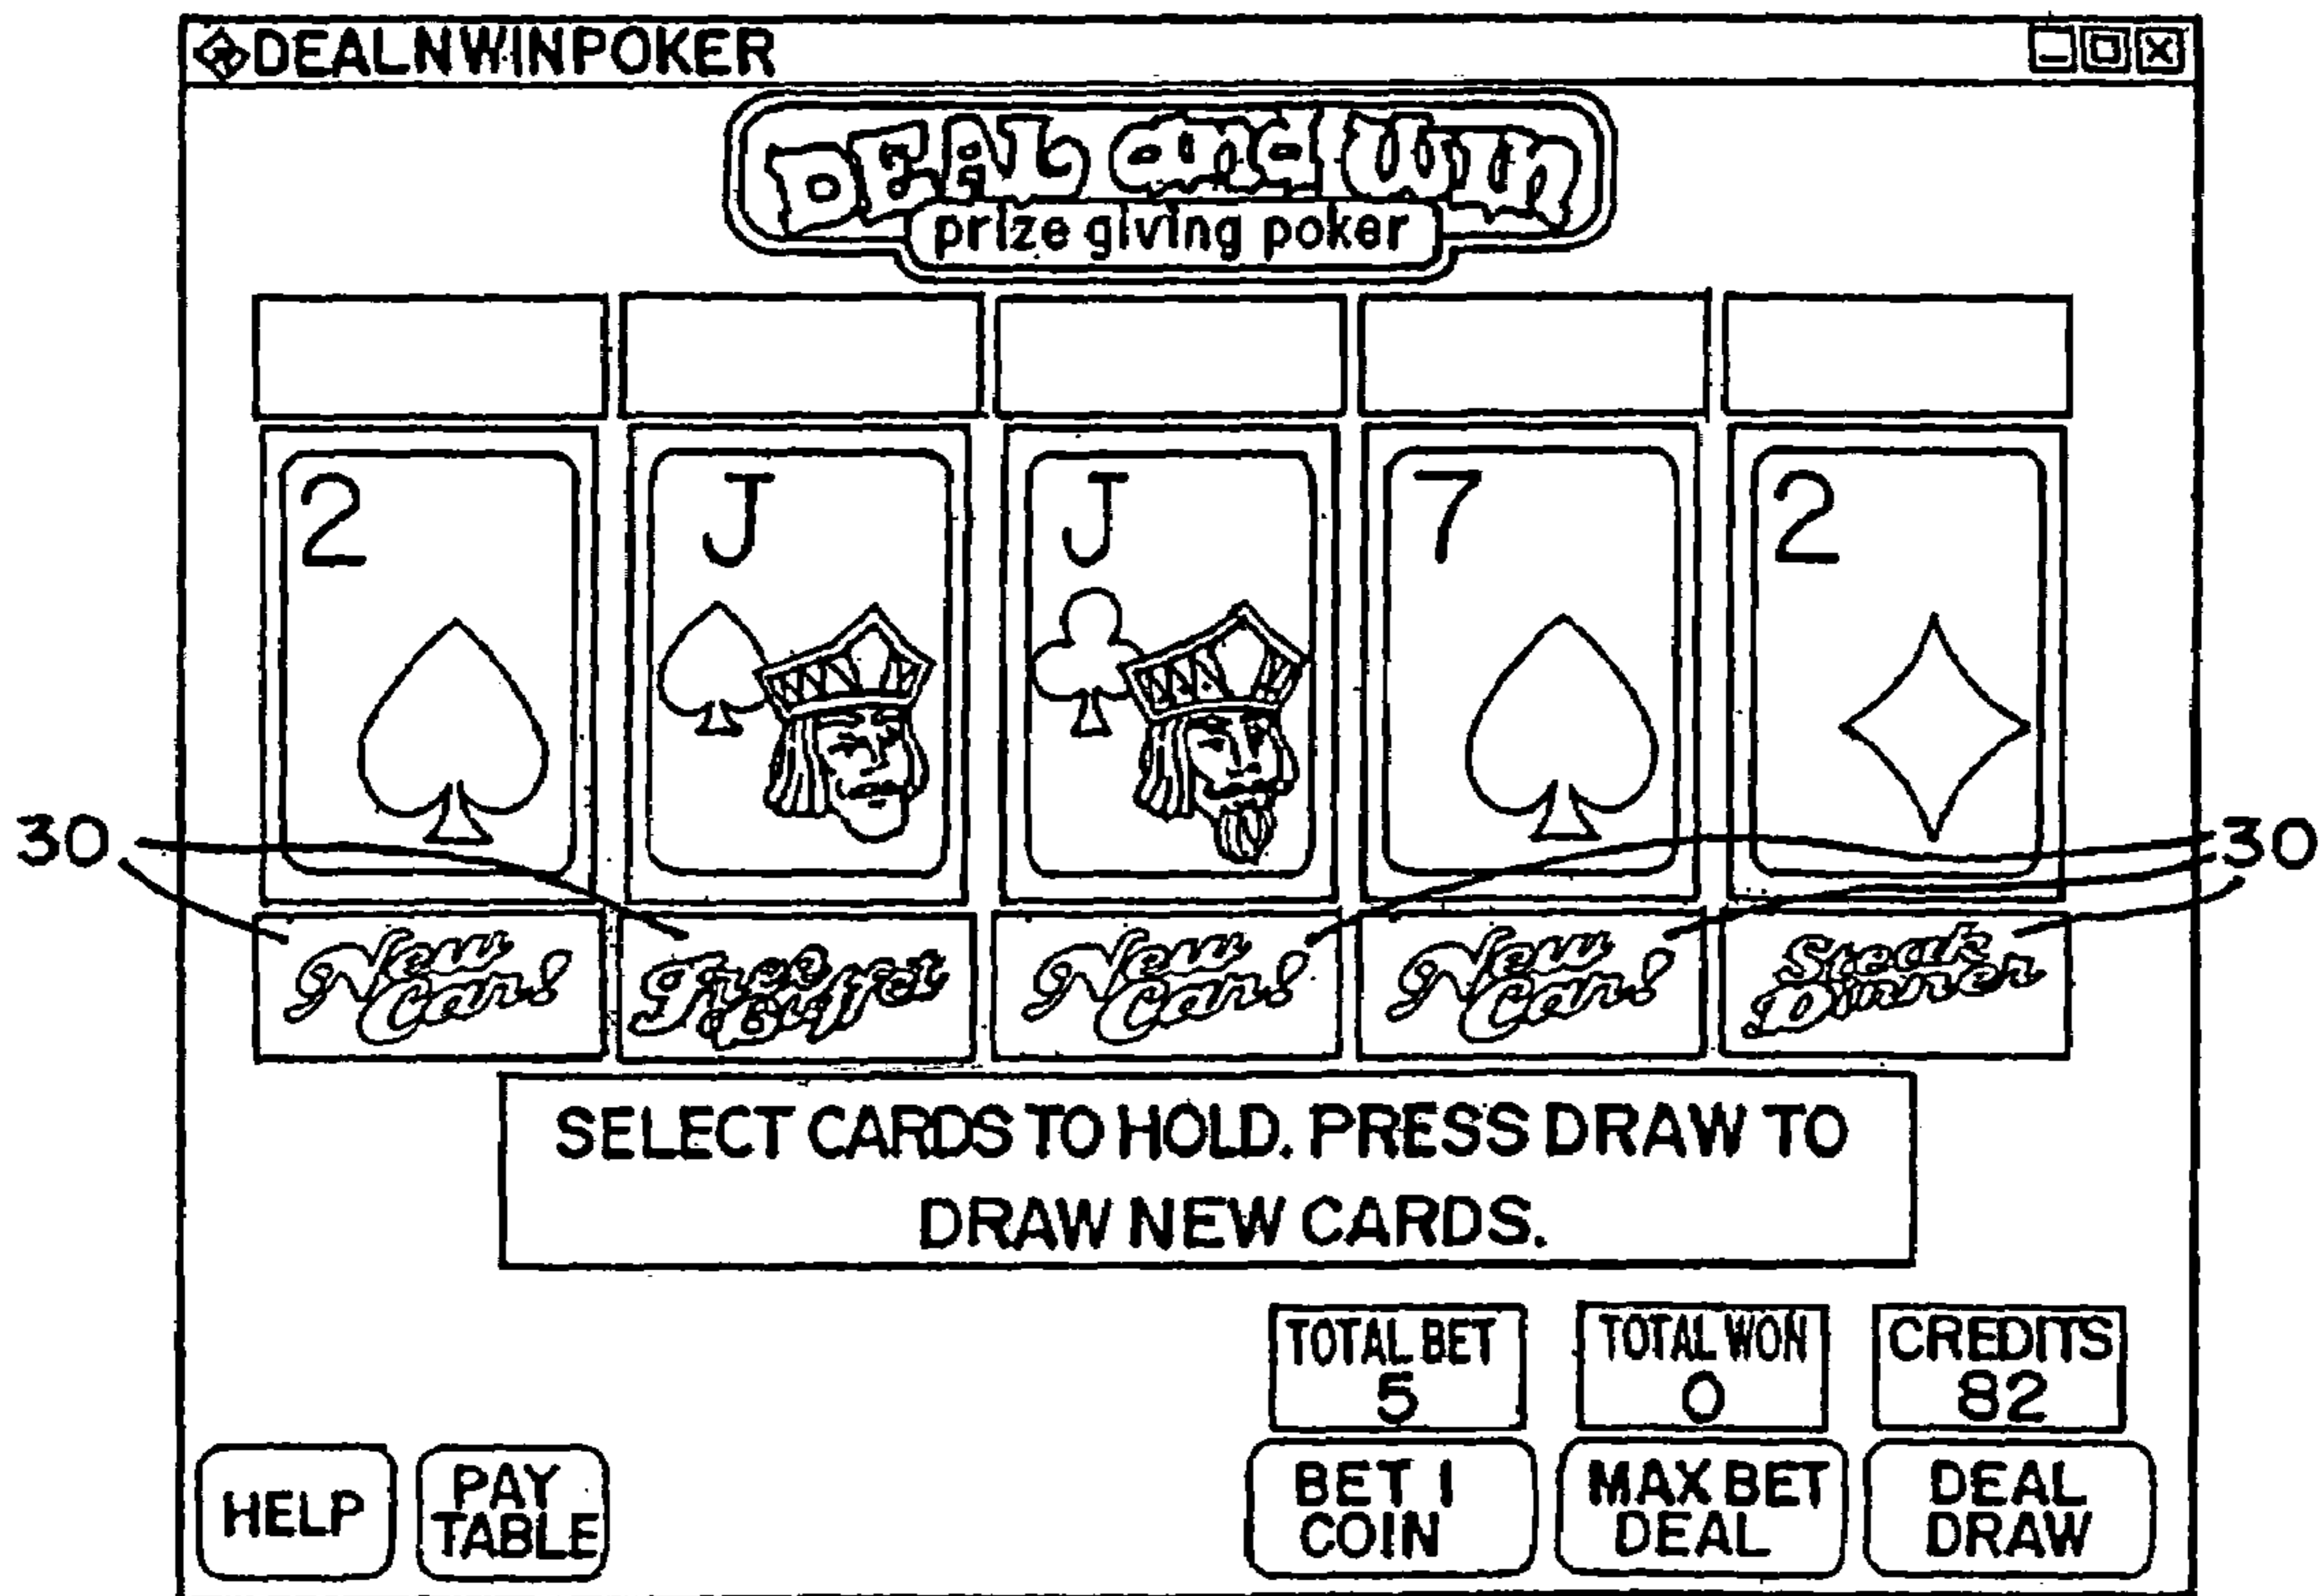 DEALNWINPOKER
DEAL and Win
prize giving poker
2 J J 7 2
30 30
New New New Steak
Car! Free Buffet Car! Car! Dinner
SELECT CARDS TO HOLD. PRESS DRAW TO
DRAW NEW CARDS.
TOTAL BET TOTAL WON CREDITS
5 0 82
HELP PAY TABLE BET 1 COIN MAX BET DEAL DEAL DRAW